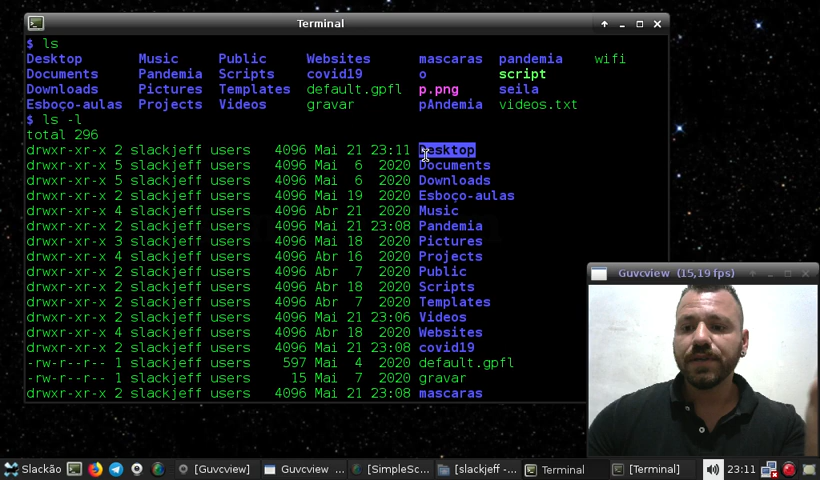 Terminal
$ ls
Desktop Music Public Websites mascaras pandemia wifi
Documents Pandemia Scripts covid19 o script
Downloads Pictures Templates default.gpfl p.png seila
Esboço-aulas Projects Videos gravar pAndemia videos.txt
$ ls -l
total 296
drwxr-xr-x 2 slackjeff users 4096 Mai 21 23:11 Desktop
drwxr-xr-x 5 slackjeff users 4096 Mai 6 2020 Documents
drwxr-xr-x 5 slackjeff users 4096 Mai 6 2020 Downloads
drwxr-xr-x 2 slackjeff users 4096 Mai 19 2020 Esboço-aulas
drwxr-xr-x 4 slackjeff users 4096 Abr 21 2020 Music
drwxr-xr-x 2 slackjeff users 4096 Mai 21 23:08 Pandemia
drwxr-xr-x 3 slackjeff users 4096 Mai 18 2020 Pictures
drwxr-xr-x 4 slackjeff users 4096 Abr 16 2020 Projects
drwxr-xr-x 2 slackjeff users 4096 Abr 7 2020 Public
drwxr-xr-x 2 slackjeff users 4096 Abr 18 2020 Scripts
drwxr-xr-x 2 slackjeff users 4096 Abr 7 2020 Templates
drwxr-xr-x 2 slackjeff users 4096 Mai 21 23:06 Videos
drwxr-xr-x 4 slackjeff users 4096 Abr 18 2020 Websites
drwxr-xr-x 2 slackjeff users 4096 Mai 21 23:08 covid19
-rw-r--r-- 1 slackjeff users 597 Mai 4 2020 default.gpfl
-rw-r--r-- 1 slackjeff users 15 Mai 7 2020 gravar
drwxr-xr-x 2 slackjeff users 4096 Mai 21 23:08 mascaras
Guvcview (15,19 fps)
Slackão [Guvcview] Guvcview ... [SimpleSc... [slackjeff -... Terminal [Terminal] 23:11